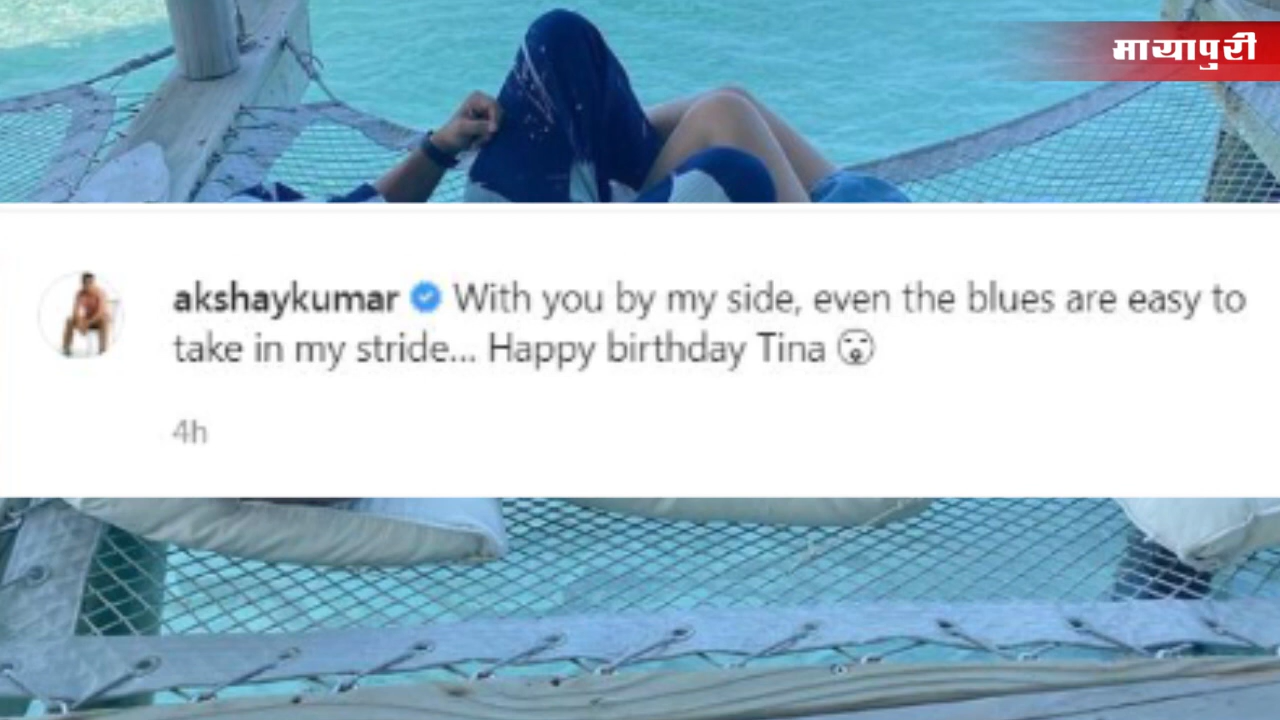 मायापुरी
akshaykumar With you by my side, even the blues are easy to
take in my stride... Happy birthday Tina 😮
4h